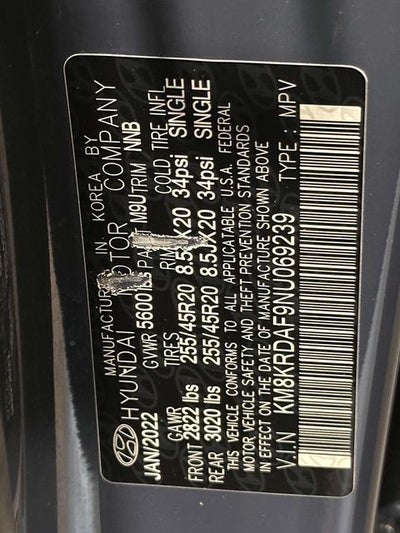 MANUFACTURED IN KOREA BY
HYUNDAI MOTOR COMPANY
JAN/2022 GVWR 5600 lbs PAINT M9U TRIM NNB
GAWR TIRES RIM COLD TIRE INFL
FRONT 2822 lbs 255/45R20 8.5JX20 34psi SINGLE
REAR 3020 lbs 255/45R20 8.5JX20 34psi SINGLE
THIS VEHICLE CONFORMS TO ALL APPLICABLE U.S.A. FEDERAL
MOTOR VEHICLE SAFETY AND THEFT PREVENTION STANDARDS
IN EFFECT ON THE DATE OF MANUFACTURE SHOWN ABOVE
V.I.N KM8KRDAF9NU069239 TYPE : MPV